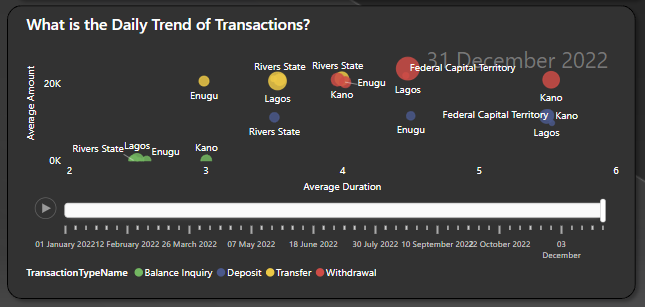 What is the Daily Trend of Transactions?
31 December 2022
Average Amount
20K
0K
Rivers State
Rivers State
Federal Capital Territory
Enugu
Lagos
Kano
Enugu
Lagos
Kano
Rivers State
Enugu
Federal Capital Territory
Kano
Lagos
Rivers State
Lagos
Enugu
Kano
2 3 4 5 6
Average Duration
01 January 2022 12 February 2022 26 March 2022 07 May 2022 18 June 2022 30 July 2022 10 September 2022 22 October 2022 03
December
TransactionTypeName Balance Inquiry Deposit Transfer Withdrawal